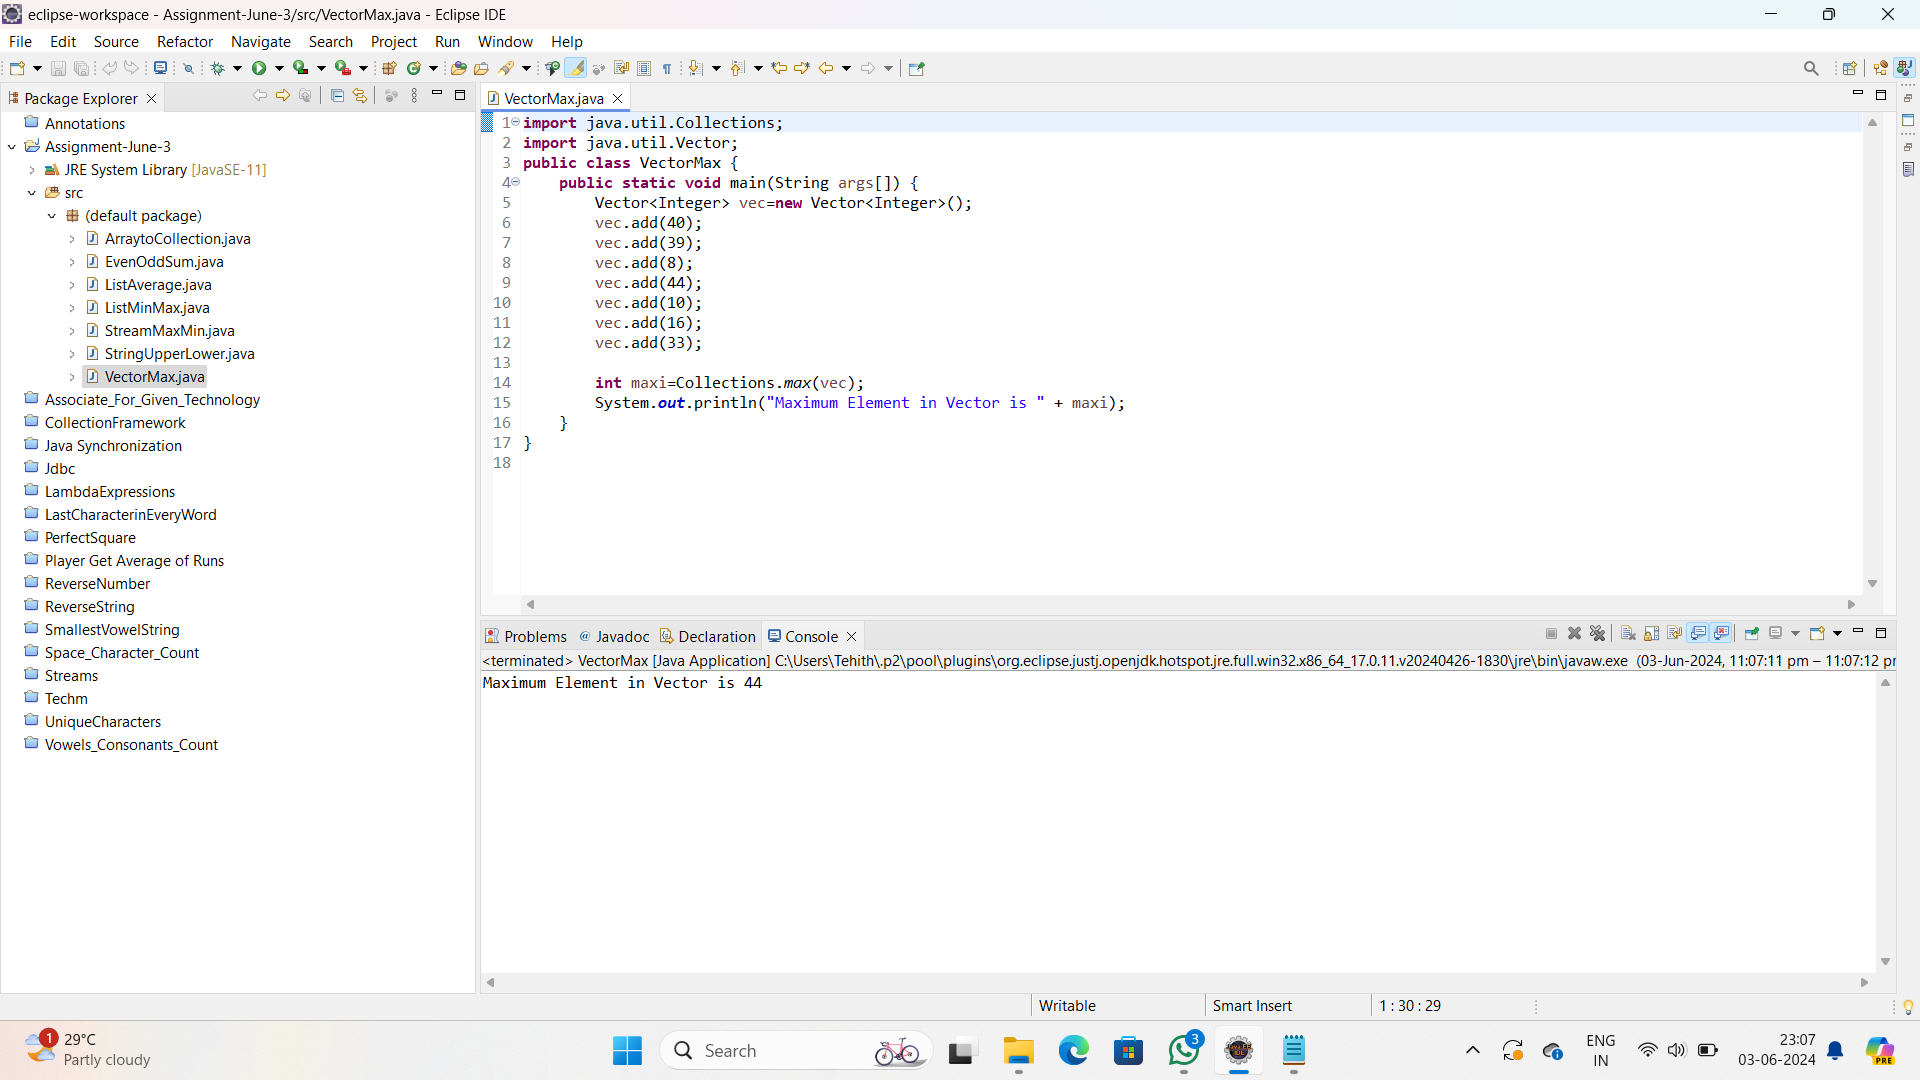 eclipse-workspace - Assignment-June-3/src/VectorMax.java - Eclipse IDE
File Edit Source Refactor Navigate Search Project Run Window Help
Package Explorer
Annotations
Assignment-June-3
JRE System Library [JavaSE-11]
src
(default package)
ArraytoCollection.java
EvenOddSum.java
ListAverage.java
ListMinMax.java
StreamMaxMin.java
StringUpperLower.java
VectorMax.java
Associate_For_Given_Technology
CollectionFramework
Java Synchronization
Jdbc
LambdaExpressions
LastCharacterinEveryWord
PerfectSquare
Player Get Average of Runs
ReverseNumber
ReverseString
SmallestVowelString
Space_Character_Count
Streams
Techm
UniqueCharacters
Vowels_Consonants_Count
VectorMax.java
1 import java.util.Collections;
2 import java.util.Vector;
3 public class VectorMax {
4     public static void main(String args[]) {
5         Vector<Integer> vec=new Vector<Integer>();
6         vec.add(40);
7         vec.add(39);
8         vec.add(8);
9         vec.add(44);
10         vec.add(10);
11         vec.add(16);
12         vec.add(33);
13
14         int maxi=Collections.max(vec);
15         System.out.println("Maximum Element in Vector is " + maxi);
16     }
17 }
18
Problems @ Javadoc Declaration Console
<terminated> VectorMax [Java Application] C:\Users\Tehith\.p2\pool\plugins\org.eclipse.justj.openjdk.hotspot.jre.full.win32.x86_64_17.0.11.v20240426-1830\jre\bin\javaw.exe (03-Jun-2024, 11:07:11 pm – 11:07:12 pm
Maximum Element in Vector is 44
Writable Smart Insert 1 : 30 : 29
1 29°C
Partly cloudy
Search
3
ENG
IN
23:07
03-06-2024
PRE